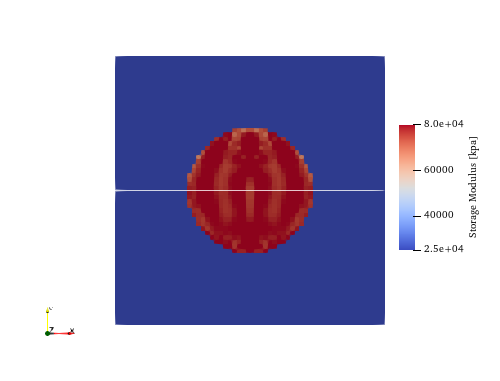 8.0e+04
60000
40000
2.5e+04
Storage Modulus [kpa]
Z
X